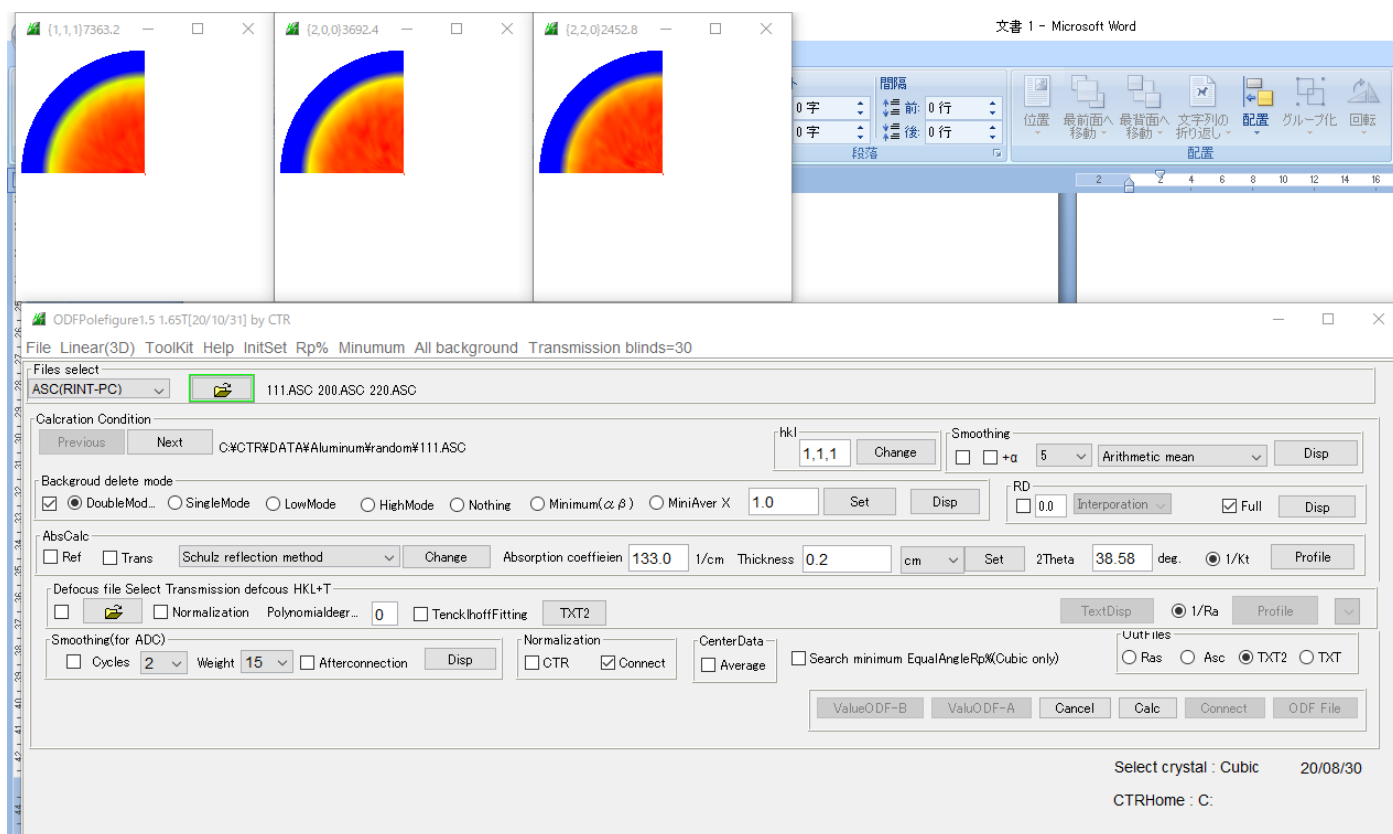 {1,1,1}7363.2
{2,0,0}3692.4
{2,2,0}2452.8
文書 1 - Microsoft Word
間隔
0 字 前: 0 行
0 字 後: 0 行
段落
位置 最前面へ移動 最背面へ移動 文字列の折り返し 配置 グループ化 回転
配置
2 2 4 6 8 10 12 14 16
ODFPolefigure1.5 1.65T[20/10/31] by CTR
File Linear(3D) ToolKit Help InitSet Rp% Minumum All background Transmission blinds=30
Files select
ASC(RINT-PC) 111.ASC 200.ASC 220.ASC
Calcration Condition
Previous Next C:¥CTR¥DATA¥Aluminum¥random¥111.ASC
hkl
1,1,1 Change
Smoothing
+α 5 Arithmetic mean Disp
Backgroud delete mode
DoubleMod... SingleMode LowMode HighMode Nothing Minimum(αβ) MiniAver X 1.0 Set Disp
RD
0.0 Interporation Full Disp
AbsCalc
Ref Trans Schulz reflection method Change Absorption coeffieien 133.0 1/cm Thickness 0.2 cm Set 2Theta 38.58 deg. 1/Kt Profile
Defocus file Select Transmission defcous HKL+T
Normalization Polynomialdegr... 0 TenckIhoffFitting TXT2 TextDisp 1/Ra Profile
Smoothing(for ADC)
Cycles 2 Weight 15 Afterconnection Disp
Normalization
CTR Connect
CenterData
Average
Search minimum EqualAngleRp%(Cubic only)
OutFiles
Ras Asc TXT2 TXT
ValueODF-B ValuODF-A Cancel Calc Connect ODF File
Select crystal : Cubic 20/08/30
CTRHome : C: